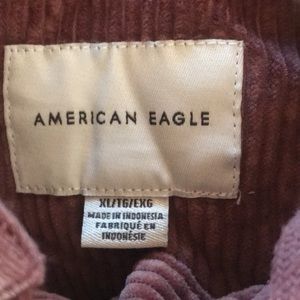 AMERICAN EAGLE
XL/TG/EXG
MADE IN INDONESIA
FABRIQUÉ EN
INDONÉSIE